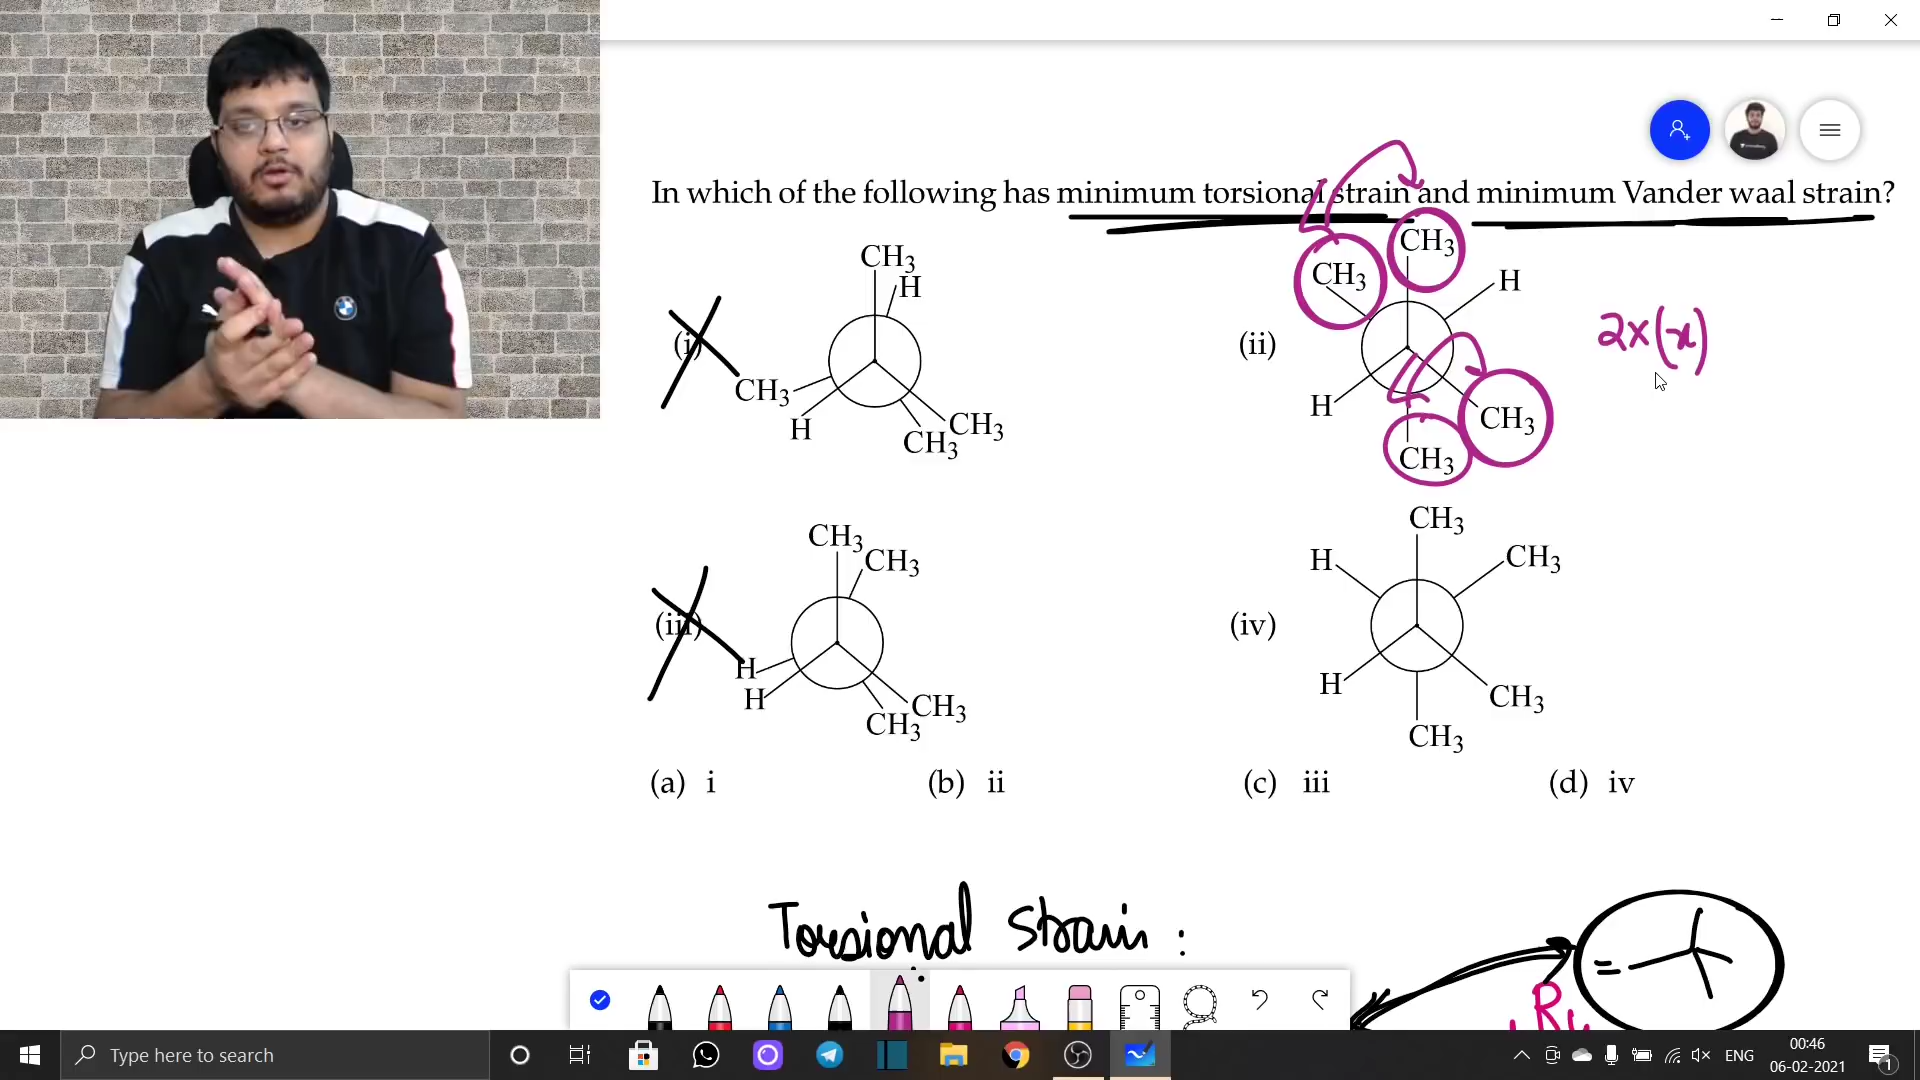 In which of the following has minimum torsional strain and minimum Vander waal strain?
(i)
CH3
H
CH3
H
CH3
CH3
(ii)
CH3
CH3
H
H
CH3
CH3
2x(x)
(iii)
CH3
CH3
H
H
CH3
CH3
(iv)
CH3
H
CH3
H
CH3
CH3
(a) i (b) ii (c) iii (d) iv
Torsional Strain :
=
Type here to search
ENG
00:46
06-02-2021
1